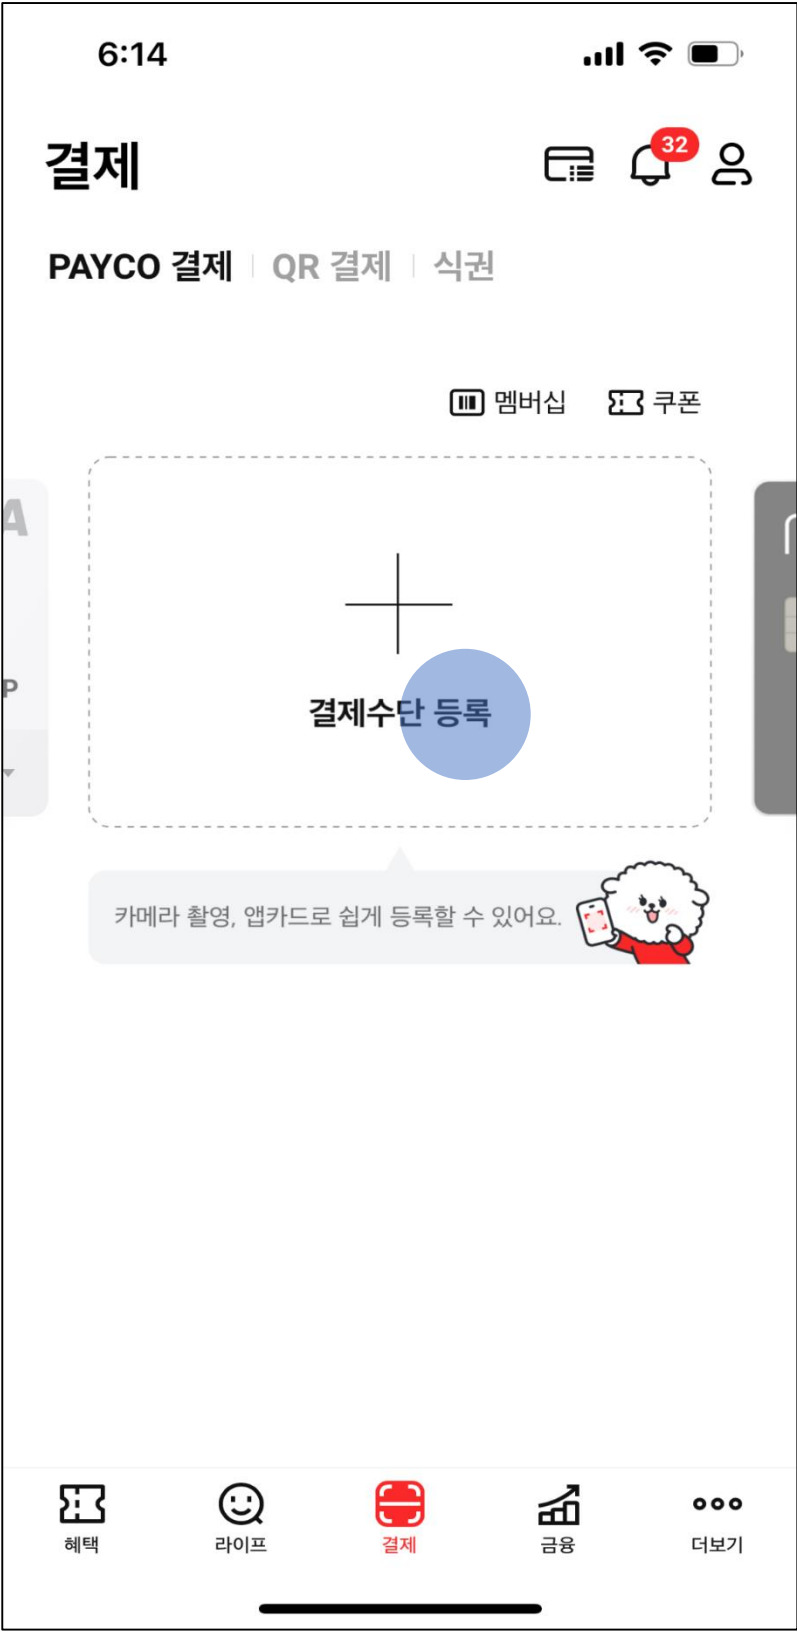 6:14
결제
32
PAYCO 결제 QR 결제 식권
멤버십 쿠폰
A
P
결제수단 등록
카메라 촬영, 앱카드로 쉽게 등록할 수 있어요.
혜택 라이프 결제 금융 더보기